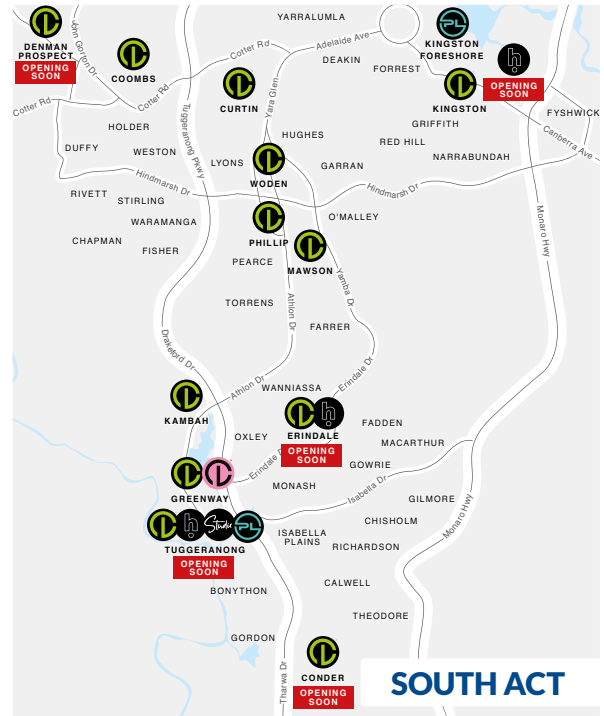 YARRALUMLA
John Gorton Dr
DENMAN
PROSPECT
OPENING
SOON
COOMBS
Cotter Rd
Adelaide Ave
DEAKIN
PL
KINGSTON
FORESHORE
h
OPENING
SOON
FORREST
CURTIN
Yarra Glen
KINGSTON
Cotter Rd
Cotter Rd
Tuggeranong Pkwy
HOLDER
GRIFFITH
FYSHWICK
Canberra Ave
HUGHES
RED HILL
DUFFY
WESTON
LYONS
GARRAN
NARRABUNDAH
WODEN
Hindmarsh Dr
Hindmarsh Dr
RIVETT
STIRLING
WARAMANGA
O'MALLEY
Monaro Hwy
CHAPMAN
FISHER
PHILLIP
MAWSON
PEARCE
Yamba Dr
TORRENS
Athlon Dr
FARRER
Drakeford Dr
Athlon Dr
WANNIASSA
Erindale Dr
KAMBAH
h
FADDEN
OXLEY
ERINDALE
OPENING
SOON
MACARTHUR
Erindale D
GOWRIE
GREENWAY
MONASH
Isabella Dr
GILMORE
Monaro Hwy
h
Studio
PL
CHISHOLM
TUGGERANONG
OPENING
SOON
ISABELLA
PLAINS
RICHARDSON
BONYTHON
CALWELL
THEODORE
GORDON
Tharwa Dr
CONDER
OPENING
SOON
SOUTH ACT